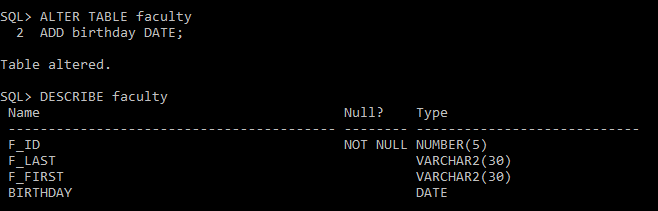 SQL> ALTER TABLE faculty
  2  ADD birthday DATE;
Table altered.
SQL> DESCRIBE faculty
 Name                                      Null?    Type
 ----------------------------------------- -------- ----------------------------
 F_ID                                      NOT NULL NUMBER(5)
 F_LAST                                             VARCHAR2(30)
 F_FIRST                                            VARCHAR2(30)
 BIRTHDAY                                           DATE